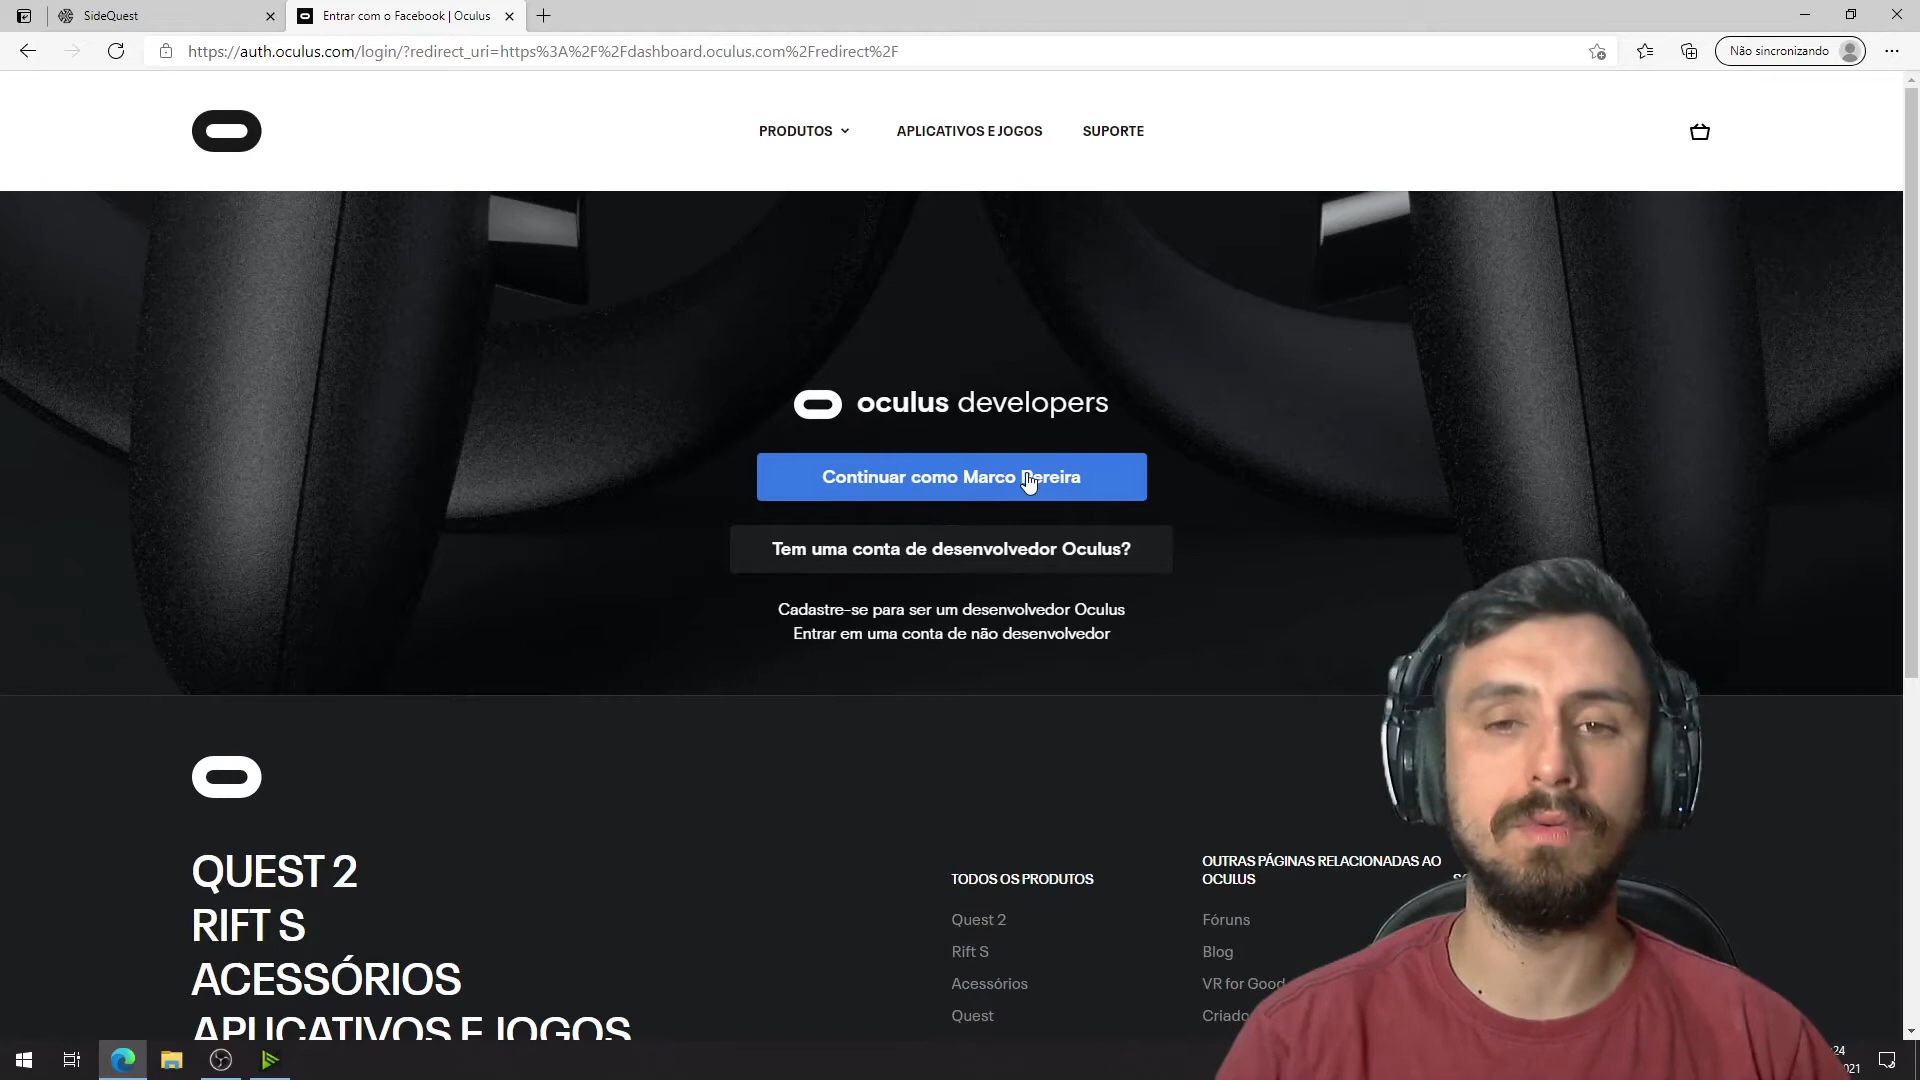 SideQuest
Entrar com o Facebook | Oculus
https://auth.oculus.com/login/?redirect_uri=https%3A%2F%2Fdashboard.oculus.com%2Fredirect%2F
Não sincronizando
PRODUTOS
APLICATIVOS E JOGOS
SUPORTE
oculus developers
Continuar como Marco Pereira
Tem uma conta de desenvolvedor Oculus?
Cadastre-se para ser um desenvolvedor Oculus
Entrar em uma conta de não desenvolvedor
QUEST 2
RIFT S
ACESSÓRIOS
APLICATIVOS E JOGOS
TODOS OS PRODUTOS
Quest 2
Rift S
Acessórios
Quest
OUTRAS PÁGINAS RELACIONADAS AO
OCULUS
Fóruns
Blog
VR for Good